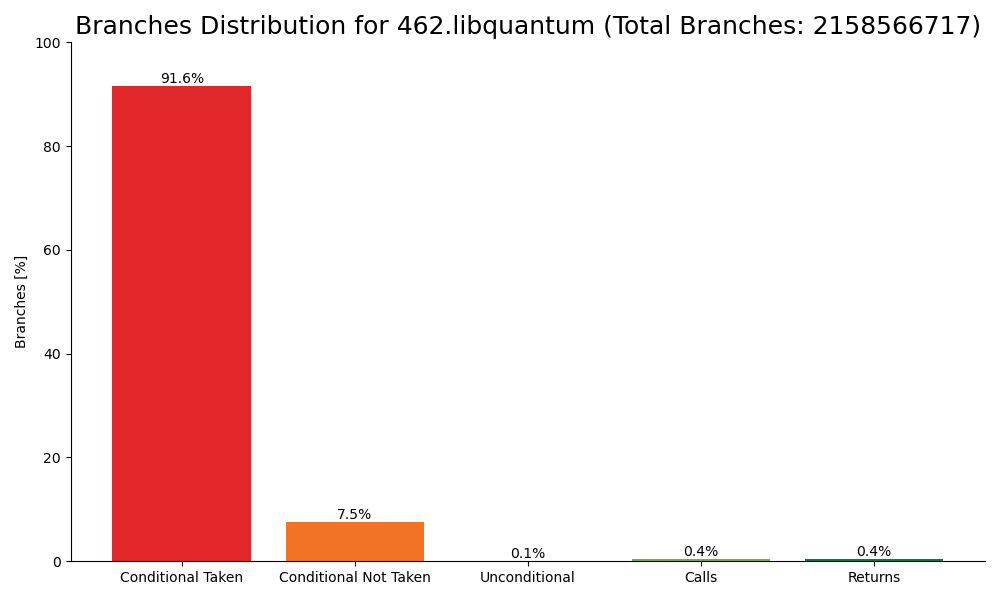 Branches Distribution for 462.libquantum (Total Branches: 2158566717)
100
80
60
40
20
0
Branches [%]
91.6%
7.5%
0.1%
0.4%
0.4%
Conditional Taken
Conditional Not Taken
Unconditional
Calls
Returns